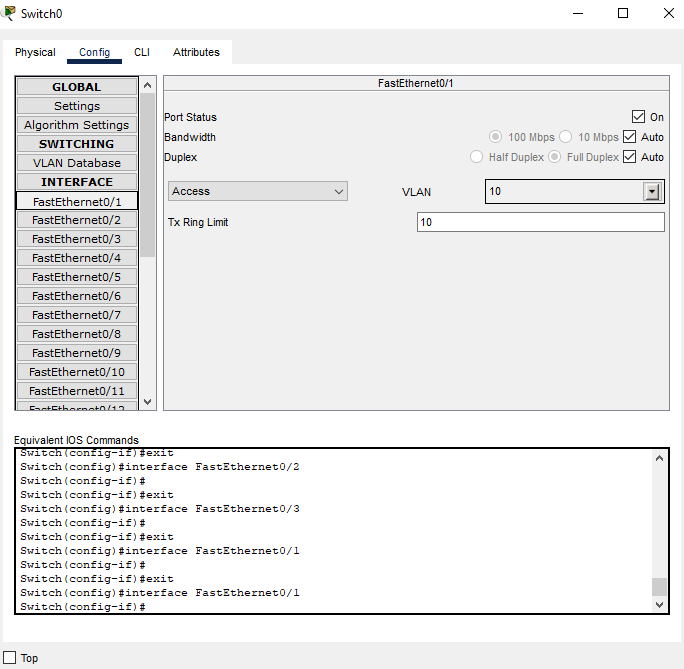 Switch0
Physical Config CLI Attributes
GLOBAL
Settings
Algorithm Settings
SWITCHING
VLAN Database
INTERFACE
FastEthernet0/1
FastEthernet0/2
FastEthernet0/3
FastEthernet0/4
FastEthernet0/5
FastEthernet0/6
FastEthernet0/7
FastEthernet0/8
FastEthernet0/9
FastEthernet0/10
FastEthernet0/11
FastEthernet0/12
FastEthernet0/1
Port Status On
Bandwidth 100 Mbps 10 Mbps Auto
Duplex Half Duplex Full Duplex Auto
Access VLAN 10
Tx Ring Limit 10
Equivalent IOS Commands
Switch(config-if)#exit
Switch(config)#interface FastEthernet0/2
Switch(config-if)#
Switch(config-if)#exit
Switch(config)#interface FastEthernet0/3
Switch(config-if)#
Switch(config-if)#exit
Switch(config)#interface FastEthernet0/1
Switch(config-if)#
Switch(config-if)#exit
Switch(config)#interface FastEthernet0/1
Switch(config-if)#
Top